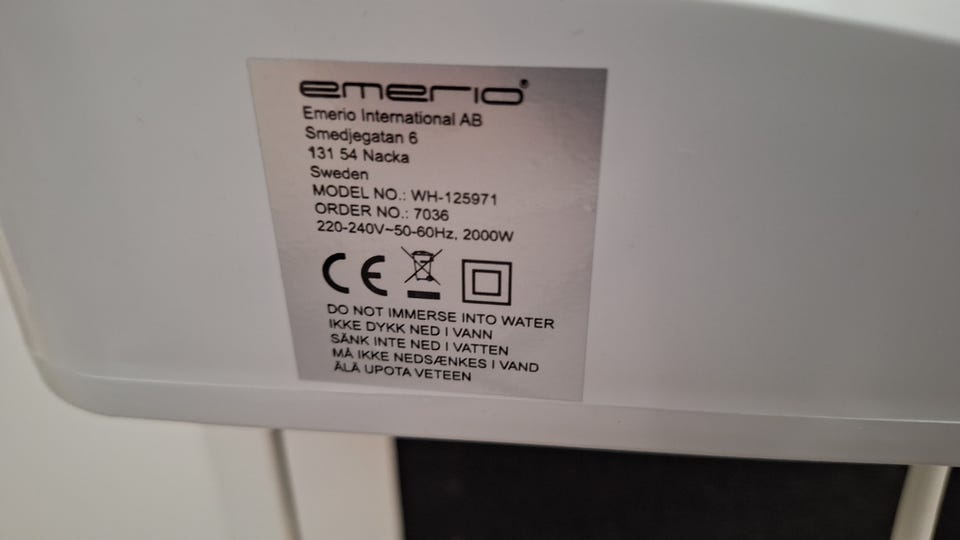 emerio®
Emerio International AB
Smedjegatan 6
131 54 Nacka
Sweden
MODEL NO.: WH-125971
ORDER NO.: 7036
220-240V~50-60Hz, 2000W
CE
DO NOT IMMERSE INTO WATER
IKKE DYKK NED I VANN
SÄNK INTE NED I VATTEN
MÅ IKKE NEDSÆNKES I VAND
ÄLÄ UPOTA VETEEN